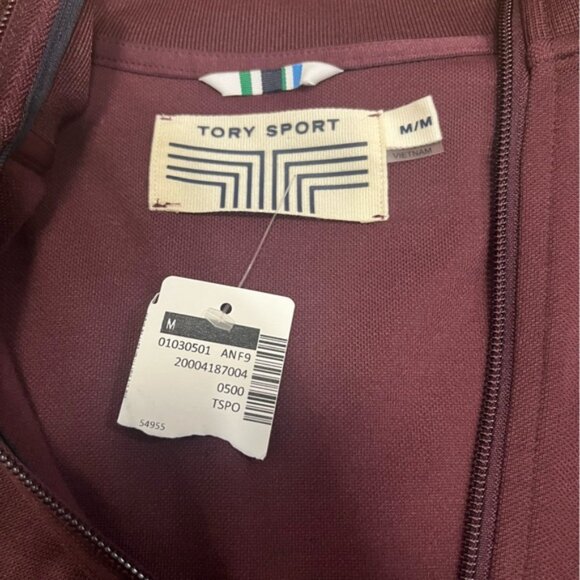 TORY SPORT
M/M
VIETNAM
M
01030501 ANF9
20004187004
0500
TSPO
54955